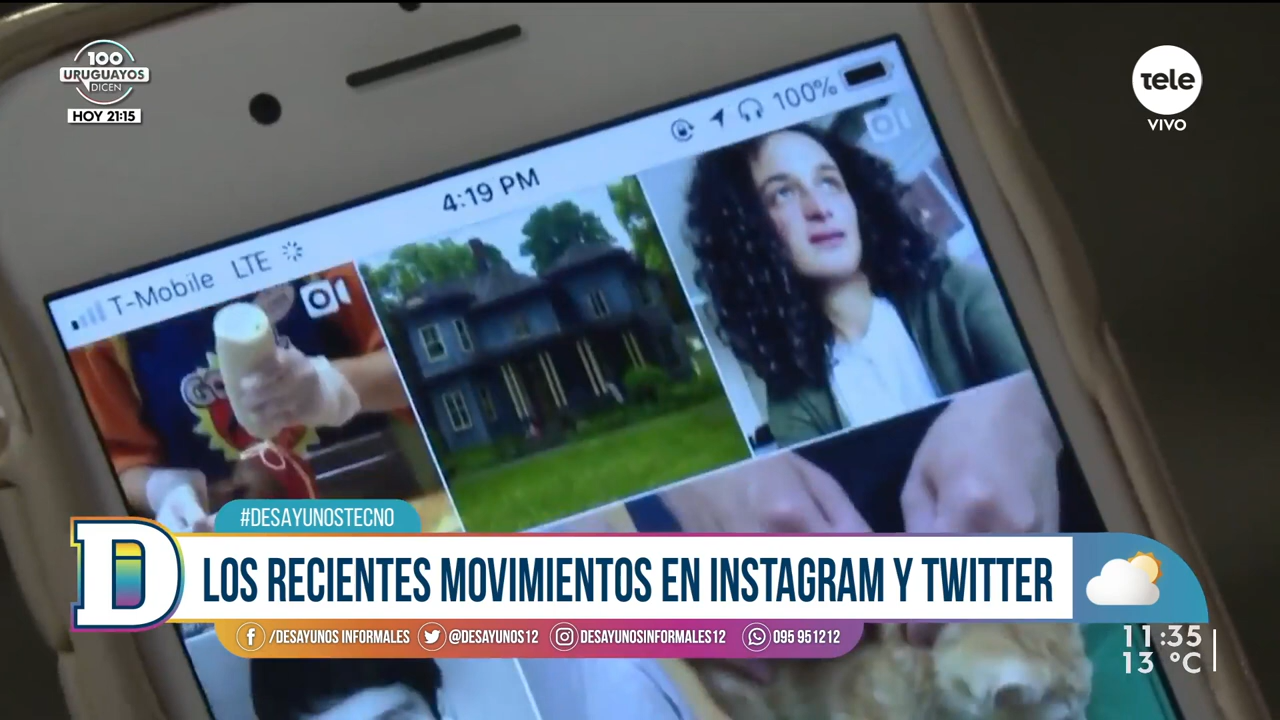 100
URUGUAYOS
DICEN
HOY 21:15
tele
VIVO
100%
4:19 PM
T-Mobile LTE
#DESAYUNOSTECNO
D
LOS RECIENTES MOVIMIENTOS EN INSTAGRAM Y TWITTER
/DESAYUNOS INFORMALES @DESAYUNOS12 DESAYUNOSINFORMALES12 095 951212
11:35
13 °C